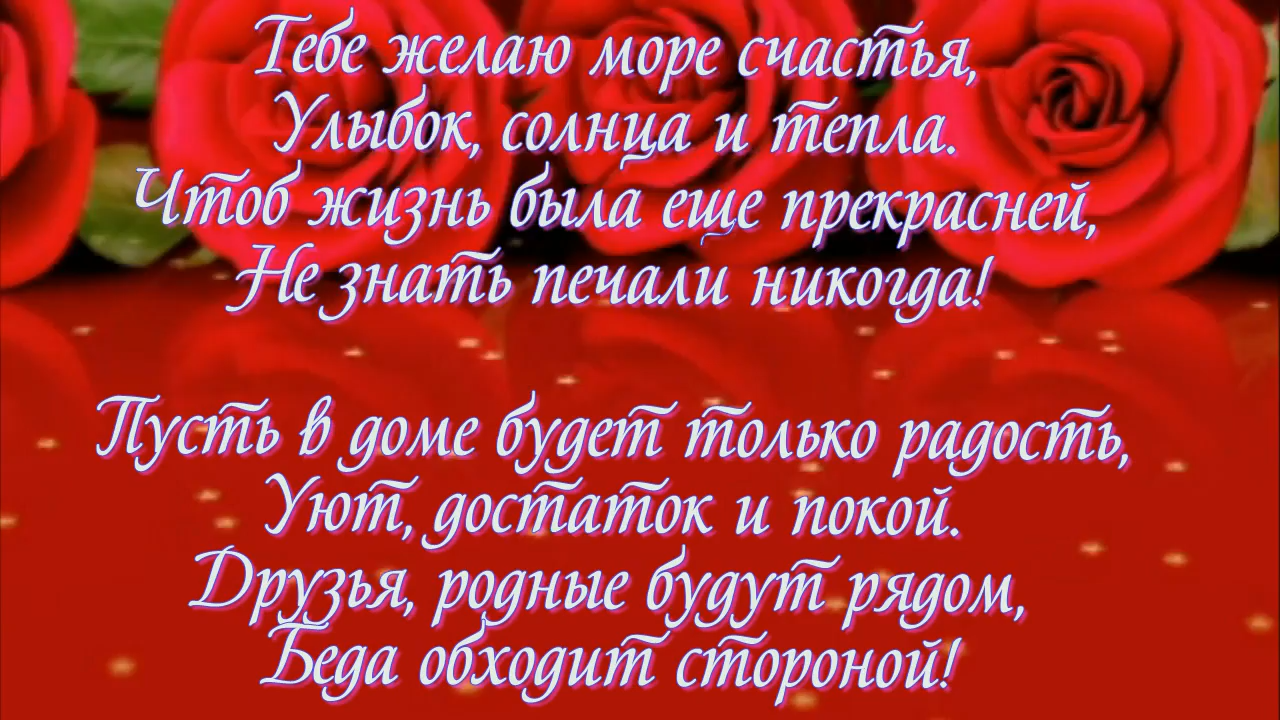 Тебе желаю море счастья,
Улыбок, солнца и тепла.
Чтоб жизнь была еще прекрасней,
Не знать печали никогда!
Пусть в доме будет только радость,
Уют, достаток и покой.
Друзья, родные будут рядом,
Беда обходит стороной!